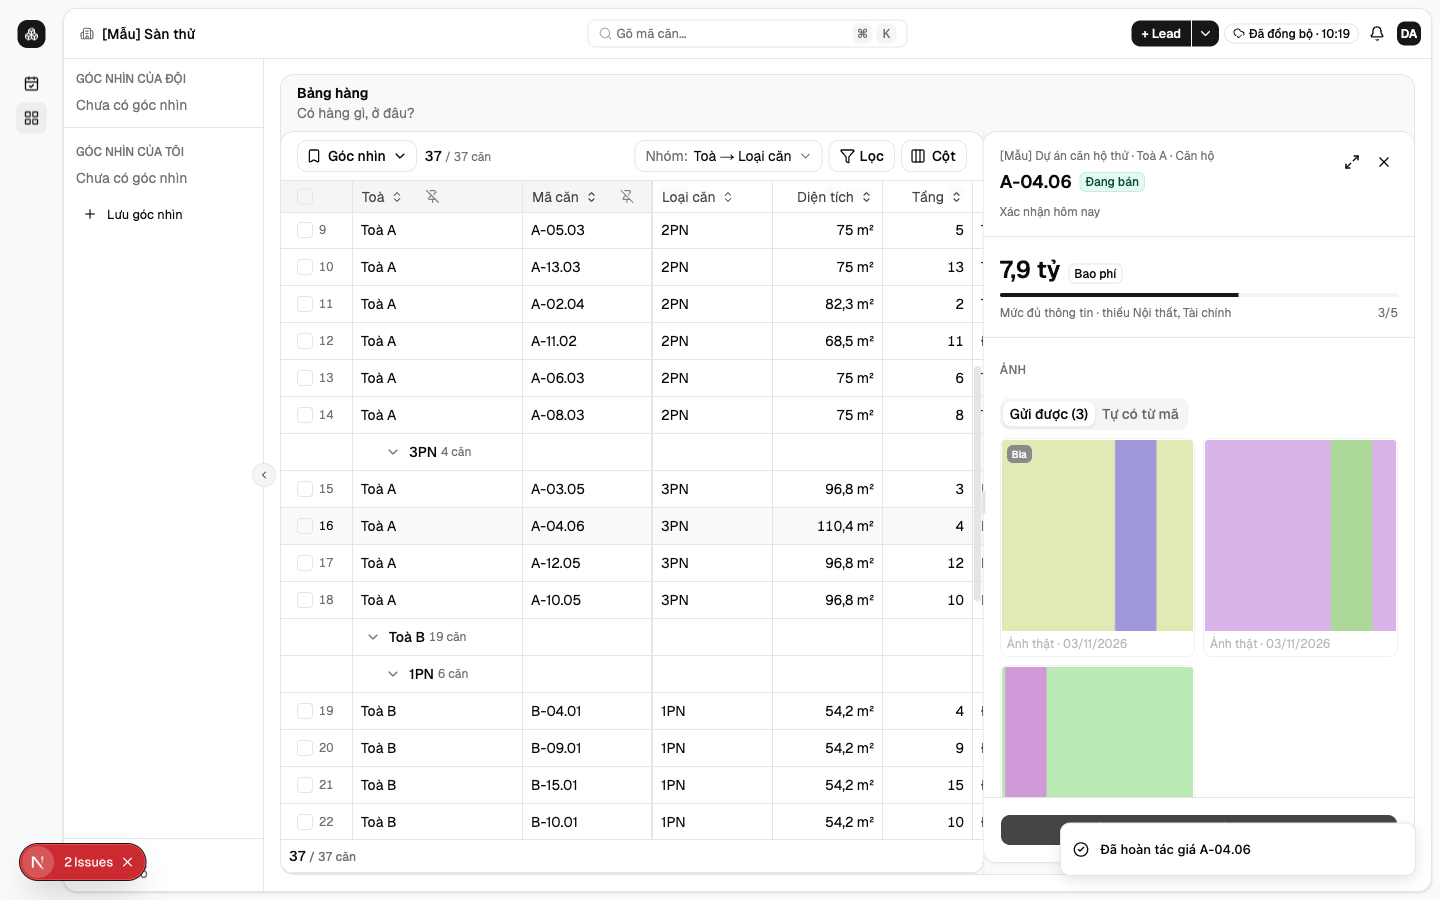 [Mẫu] Sàn thử
Gõ mã căn...
⌘ K
+ Lead
Đã đồng bộ · 10:19
DA
GÓC NHÌN CỦA ĐỘI
Chưa có góc nhìn
GÓC NHÌN CỦA TÔI
Chưa có góc nhìn
+ Lưu góc nhìn
Bảng hàng
Có hàng gì, ở đâu?
Góc nhìn
37 / 37 căn
Nhóm: Toà → Loại căn
Lọc
Cột
Toà Mã căn Loại căn Diện tích Tầng
9 Toà A A-05.03 2PN 75 m² 5
10 Toà A A-13.03 2PN 75 m² 13
11 Toà A A-02.04 2PN 82,3 m² 2
12 Toà A A-11.02 2PN 68,5 m² 11
13 Toà A A-06.03 2PN 75 m² 6
14 Toà A A-08.03 2PN 75 m² 8
3PN 4 căn
15 Toà A A-03.05 3PN 96,8 m² 3
16 Toà A A-04.06 3PN 110,4 m² 4
17 Toà A A-12.05 3PN 96,8 m² 12
18 Toà A A-10.05 3PN 96,8 m² 10
Toà B 19 căn
1PN 6 căn
19 Toà B B-04.01 1PN 54,2 m² 4
20 Toà B B-09.01 1PN 54,2 m² 9
21 Toà B B-15.01 1PN 54,2 m² 15
22 Toà B B-10.01 1PN 54,2 m² 10
37 / 37 căn
[Mẫu] Dự án căn hộ thử · Toà A · Căn hộ
A-04.06 Đang bán
Xác nhận hôm nay
7,9 tỷ Bao phí
Mức đủ thông tin · thiếu Nội thất, Tài chính 3/5
ẢNH
Gửi được (3) Tự có từ mã
Bìa
Ảnh thật · 03/11/2026
Ảnh thật · 03/11/2026
Đã hoàn tác giá A-04.06
N 2 Issues